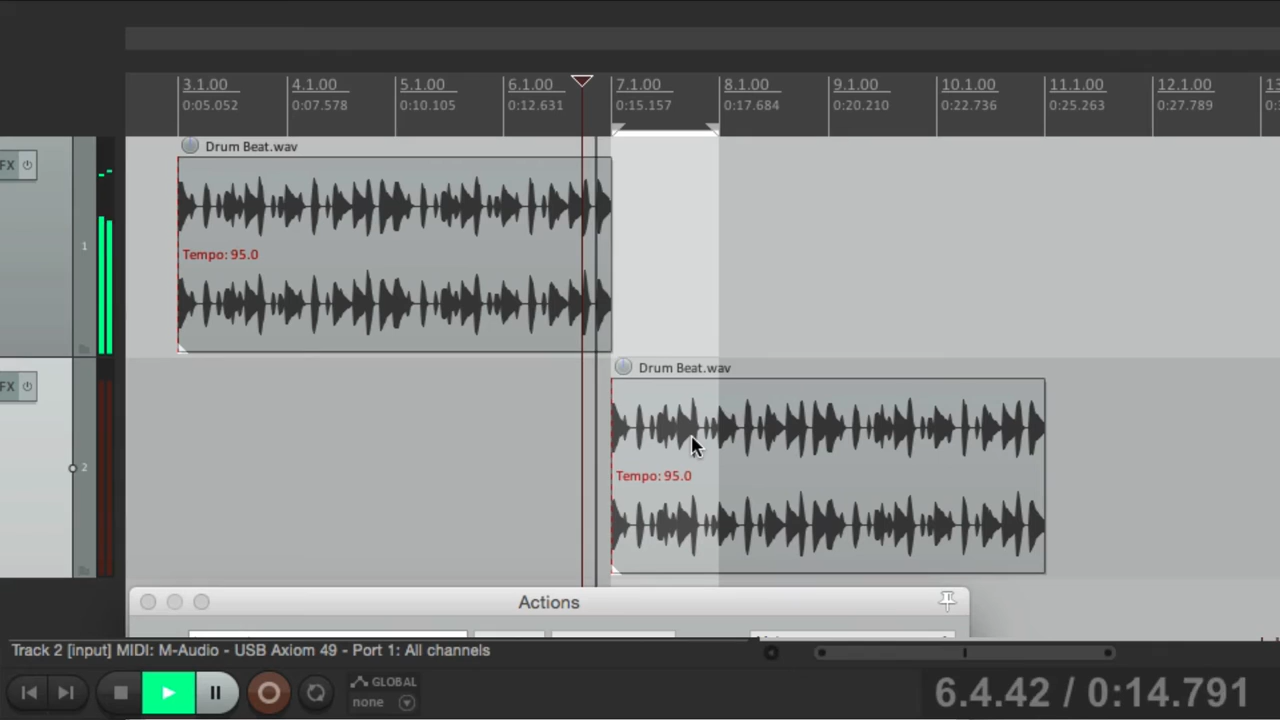 3.1.00 4.1.00 5.1.00 6.1.00 7.1.00 8.1.00 9.1.00 10.1.00 11.1.00 12.1.00
0:05.052 0:07.578 0:10.105 0:12.631 0:15.157 0:17.684 0:20.210 0:22.736 0:25.263 0:27.789
Drum Beat.wav
FX
1
Tempo: 95.0
Drum Beat.wav
FX
2
Tempo: 95.0
Actions
Track 2 [input] MIDI: M-Audio - USB Axiom 49 - Port 1: All channels
GLOBAL
none
6.4.42 / 0:14.791